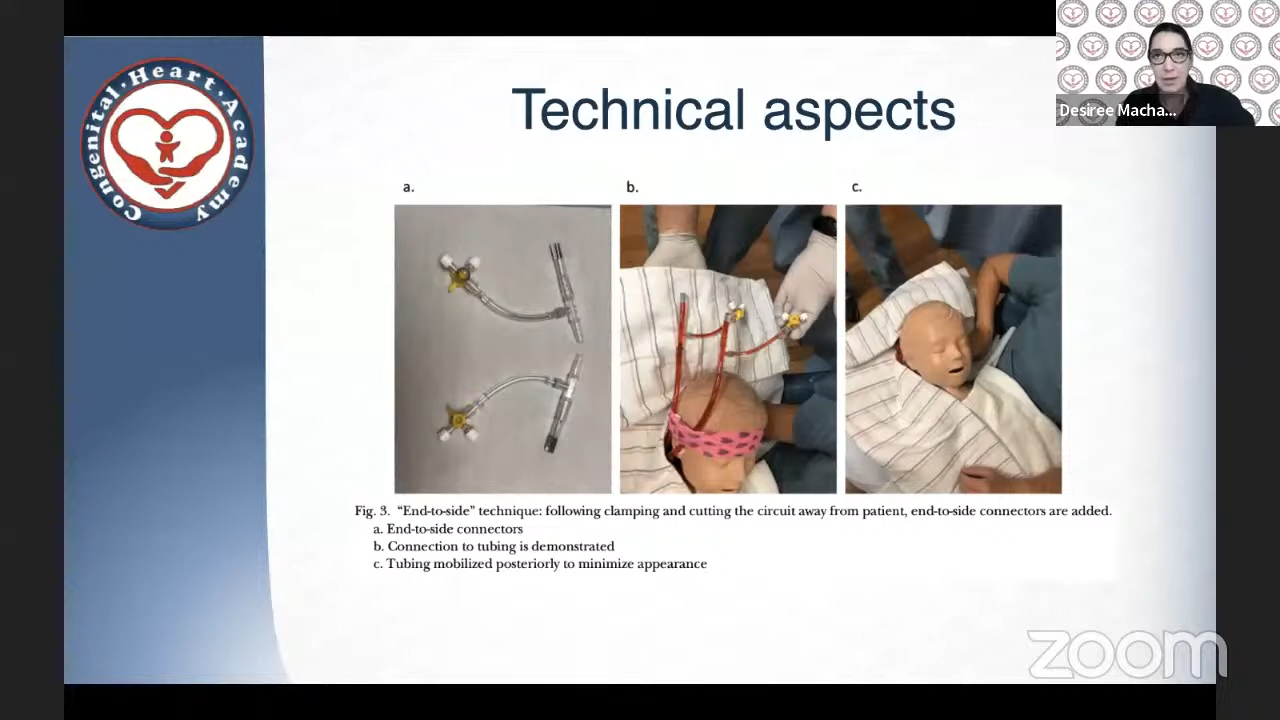 Congenital · Heart · Academy
Technical aspects
Desiree Macha...
a.
b.
c.
Fig. 3. “End-to-side” technique: following clamping and cutting the circuit away from patient, end-to-side connectors are added.
a. End-to-side connectors
b. Connection to tubing is demonstrated
c. Tubing mobilized posteriorly to minimize appearance
zoom